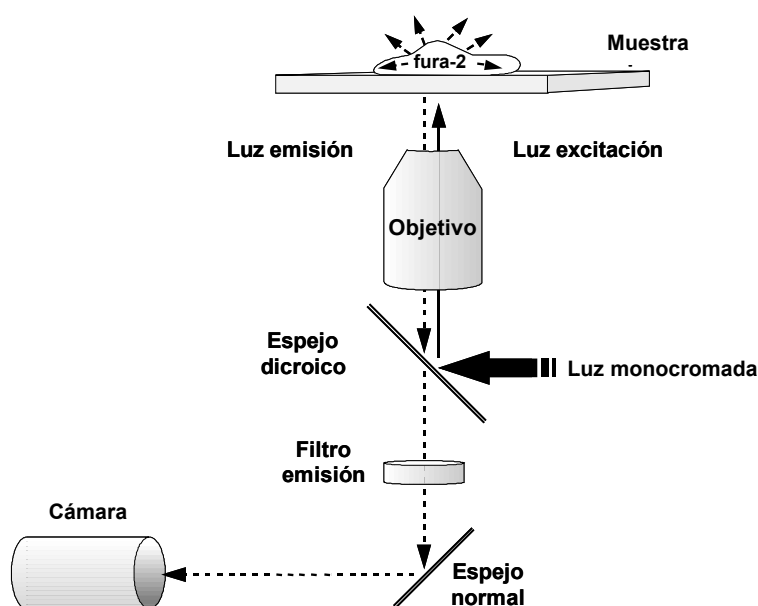 fura-2
Muestra
Luz emisión
Luz excitación
Objetivo
Espejo
dicroico
Luz monocromada
Filtro
emisión
Cámara
Espejo
normal